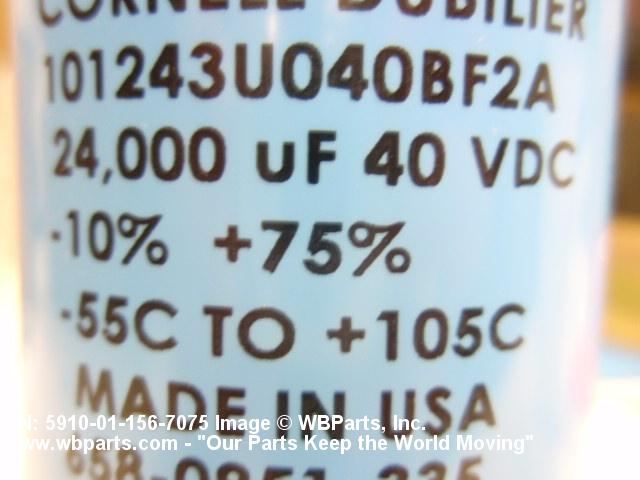 CORNELL DUBILIER
101243U040BF2A
24,000 uF 40 VDC
-10% +75%
-55C TO +105C
MADE IN USA
N: 5910-01-156-7075 Image © WBParts, Inc.
www.wbparts.com - "Our Parts Keep the World Moving"